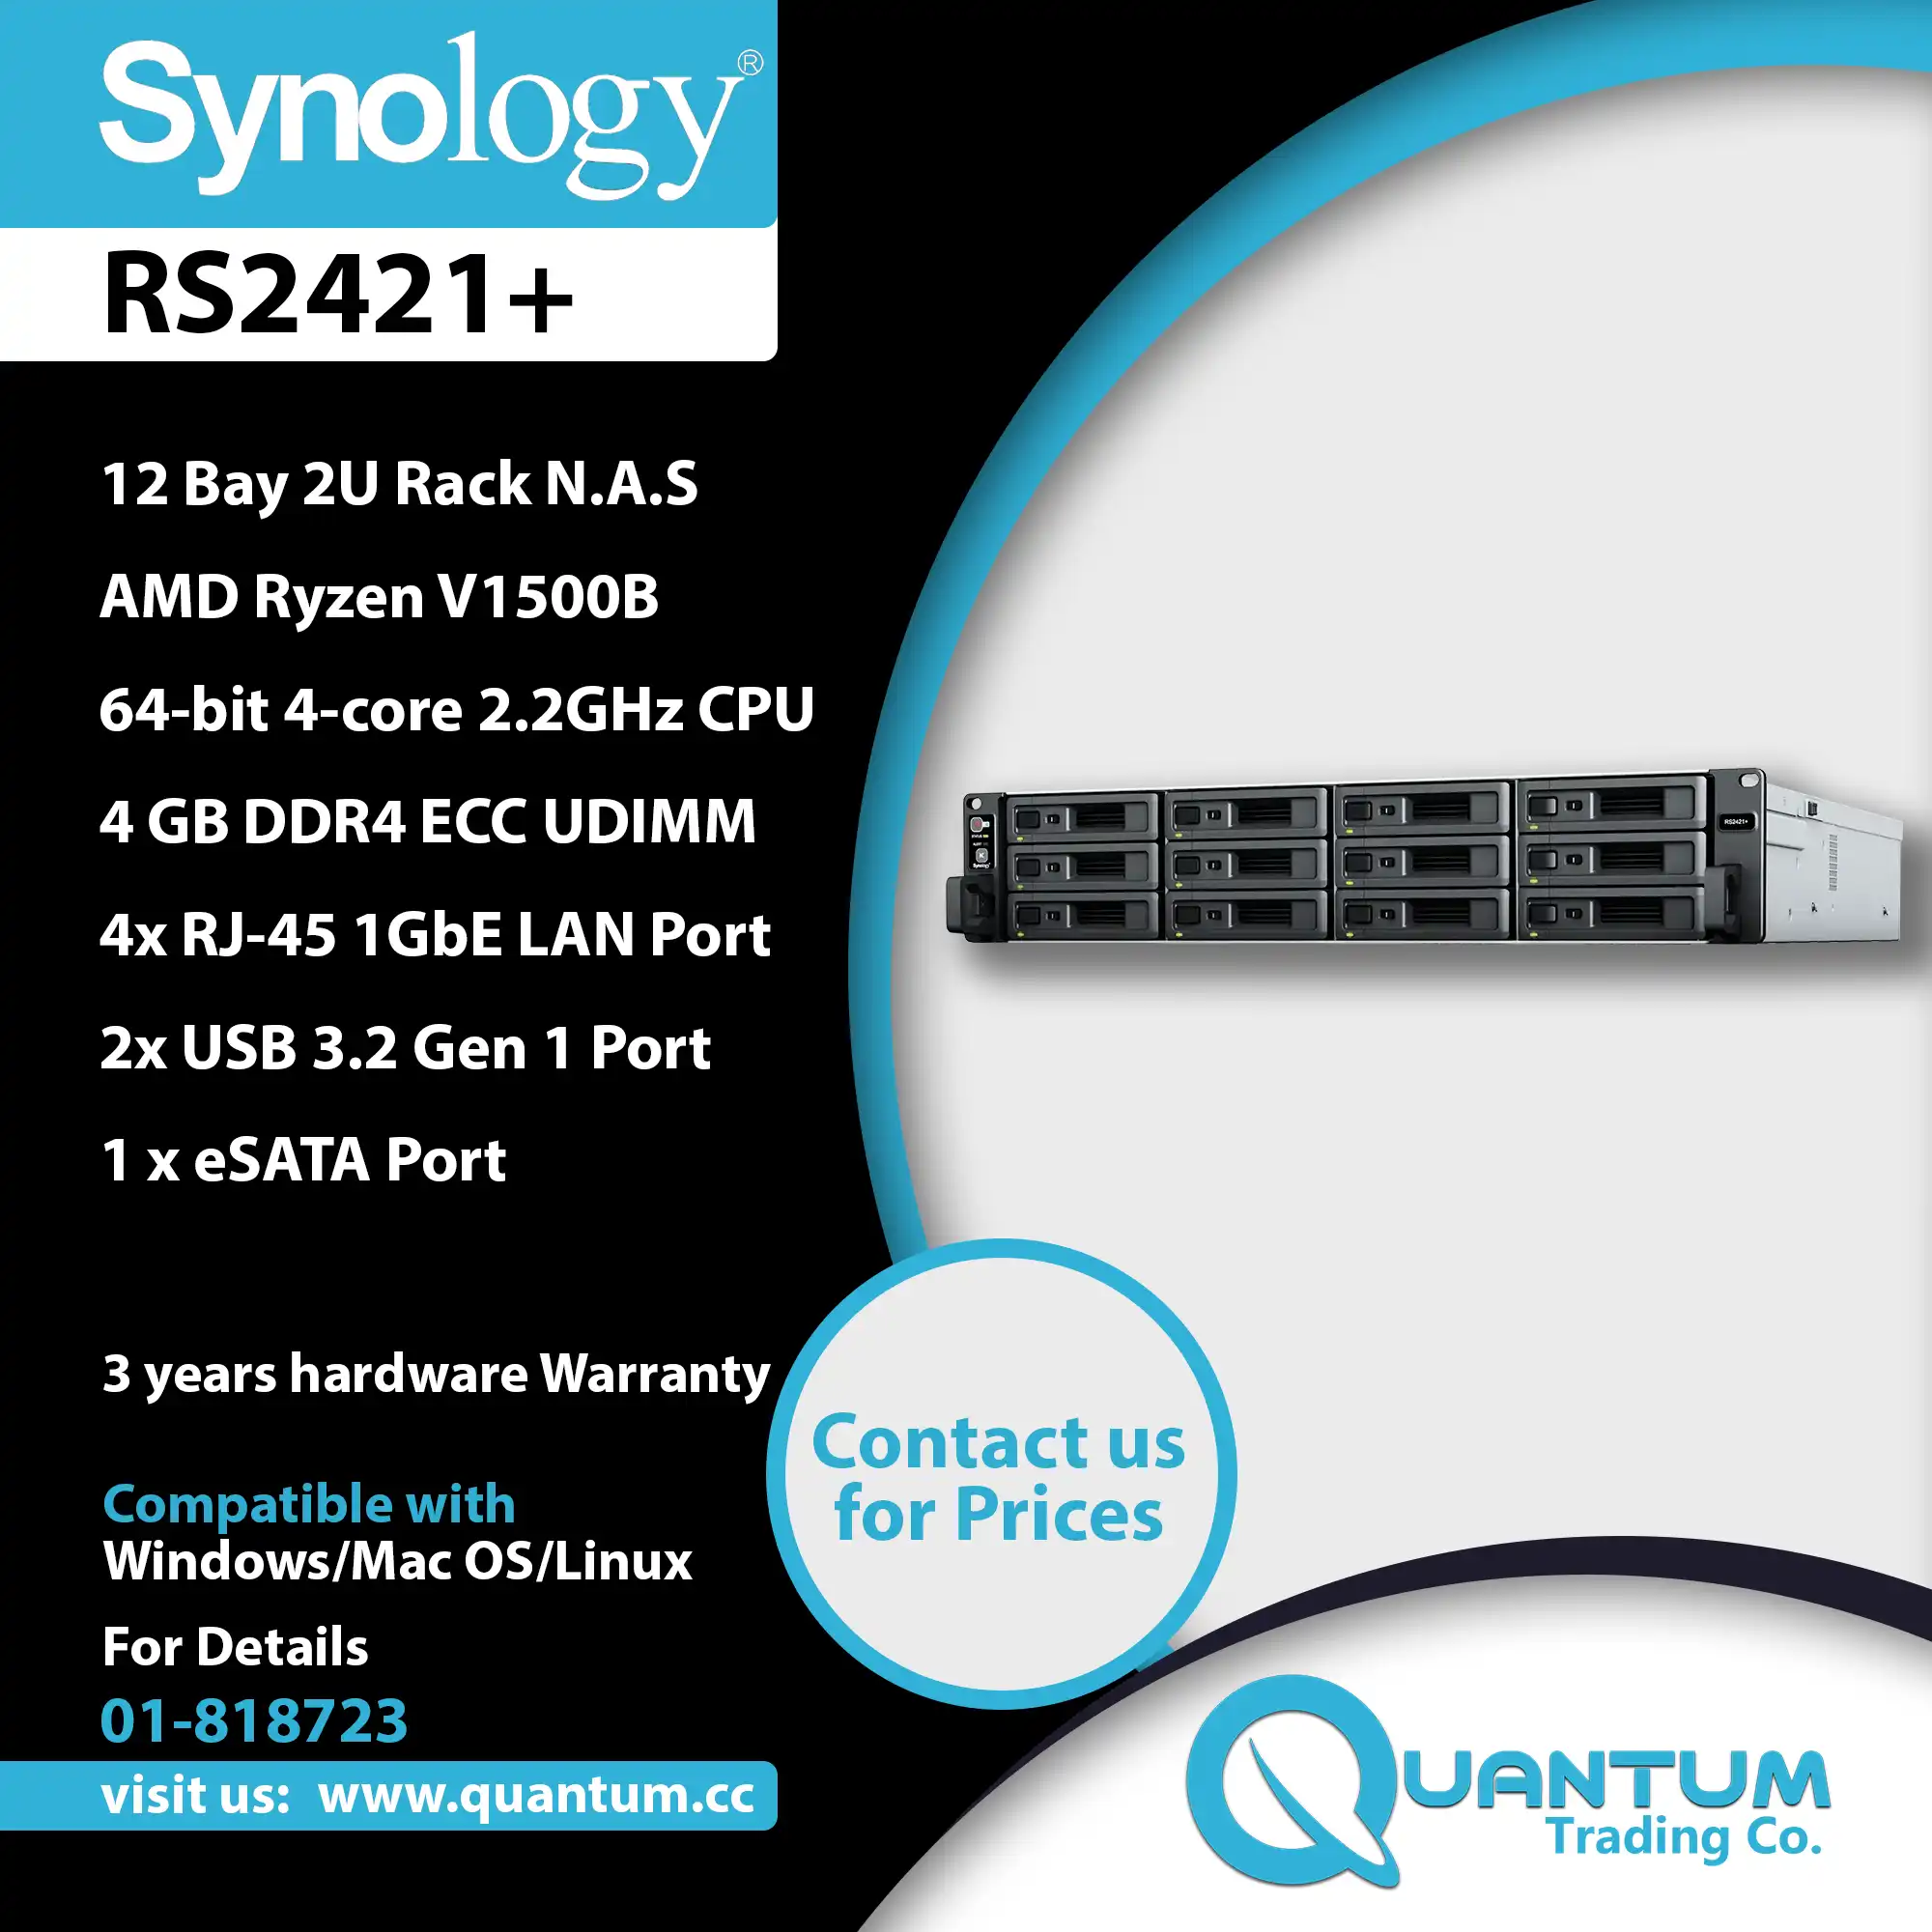 Synology®
RS2421+
12 Bay 2U Rack N.A.S
AMD Ryzen V1500B
64-bit 4-core 2.2GHz CPU
4 GB DDR4 ECC UDIMM
4x RJ-45 1GbE LAN Port
2x USB 3.2 Gen 1 Port
1 x eSATA Port
RS2421+
3 years hardware Warranty
Contact us
for Prices
Compatible with
Windows/Mac OS/Linux
For Details
01-818723
visit us: www.quantum.cc
QUANTUM
Trading Co.